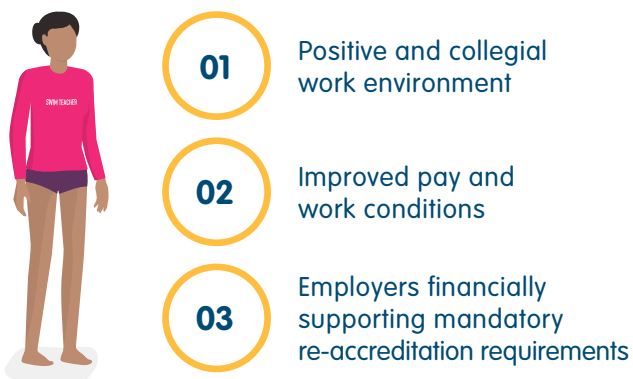 SWIM TEACHER
01
Positive and collegial
work environment
02
Improved pay and
work conditions
03
Employers financially
supporting mandatory
re-accreditation requirements